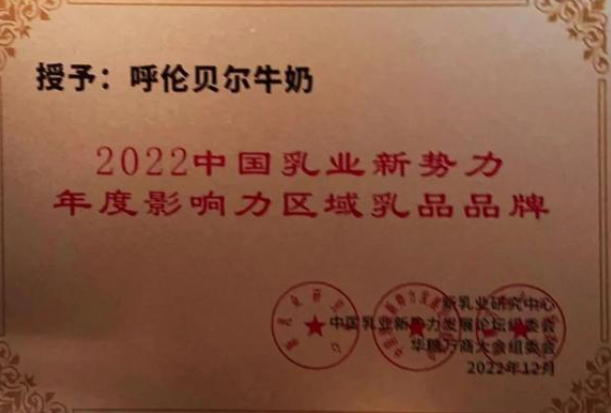 授予：呼伦贝尔牛奶
2022中国乳业新势力
年度影响力区域乳品品牌
新乳业研究中心
中国乳业新势力发展论坛组委会
华糖万商大会组委会
2022年12月